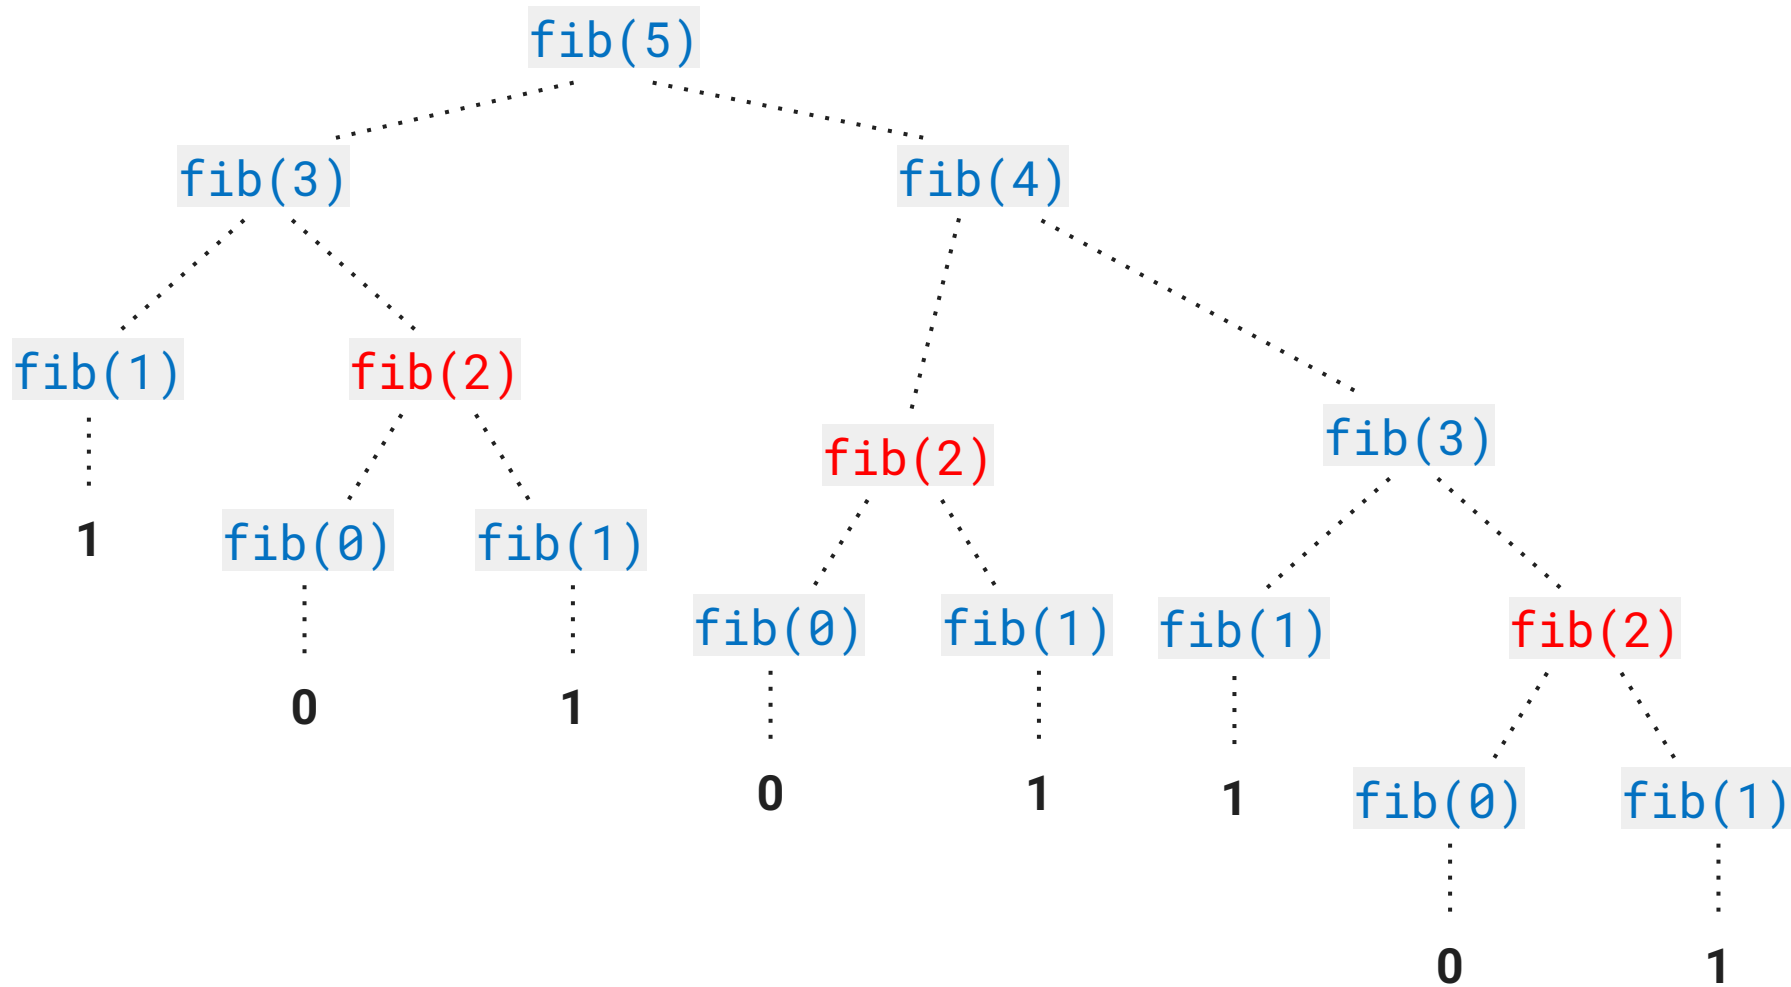 fib(5)
fib(3) fib(4)
fib(1) fib(2)
fib(3)
fib(2)
1 fib(0) fib(1)
fib(0) fib(1) fib(1) fib(2)
0 1
0 1 1
fib(0) fib(1)
0 1